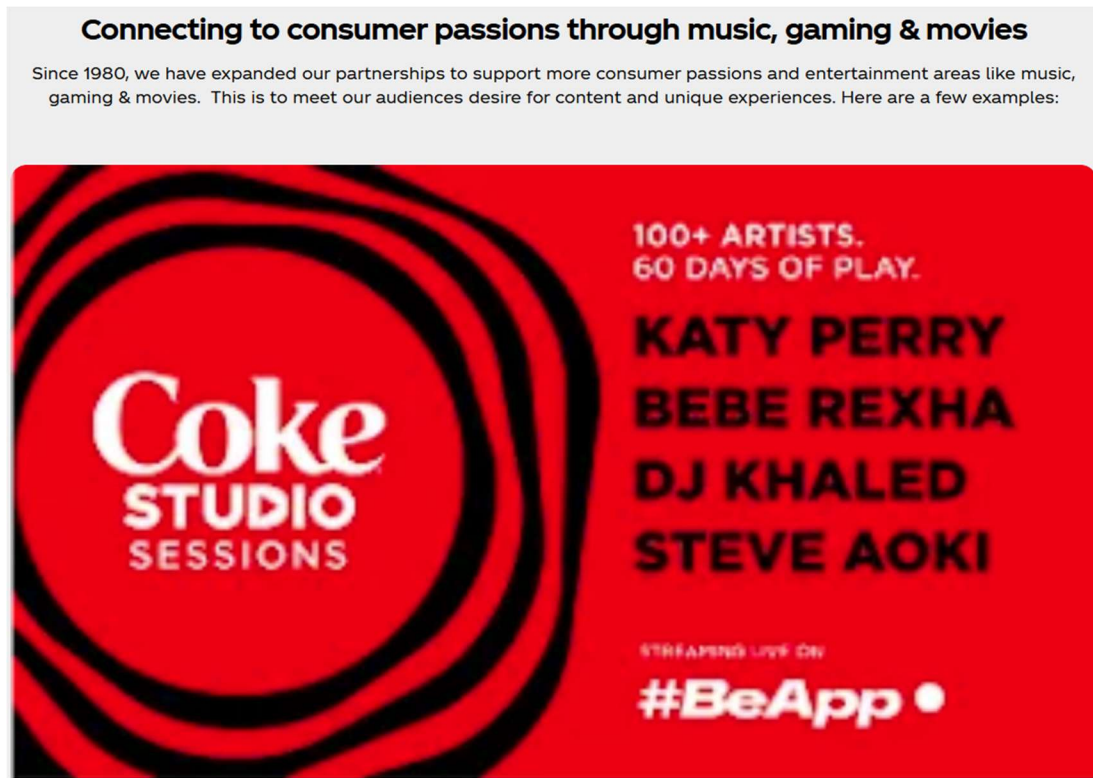 Connecting to consumer passions through music, gaming & movies
Since 1980, we have expanded our partnerships to support more consumer passions and entertainment areas like music,
gaming & movies. This is to meet our audiences desire for content and unique experiences. Here are a few examples:
Coke
STUDIO
SESSIONS
100+ ARTISTS.
60 DAYS OF PLAY.
KATY PERRY
BEBE REXHA
DJ KHALED
STEVE AOKI
STREAMING LIVE ON
#BeApp